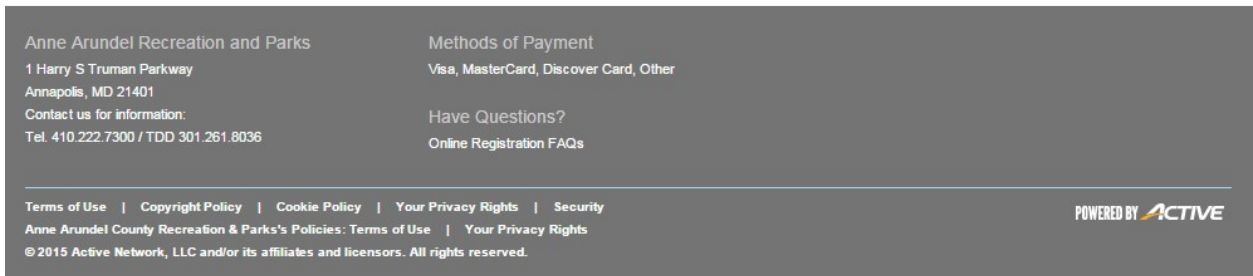 Anne Arundel Recreation and Parks
1 Harry S Truman Parkway
Annapolis, MD 21401
Contact us for information:
Tel. 410.222.7300 / TDD 301.261.8036
Methods of Payment
Visa, MasterCard, Discover Card, Other
Have Questions?
Online Registration FAQs
Terms of Use | Copyright Policy | Cookie Policy | Your Privacy Rights | Security
Anne Arundel County Recreation & Parks's Policies: Terms of Use | Your Privacy Rights
© 2015 Active Network, LLC and/or its affiliates and licensors. All rights reserved.
POWERED BY ACTIVE